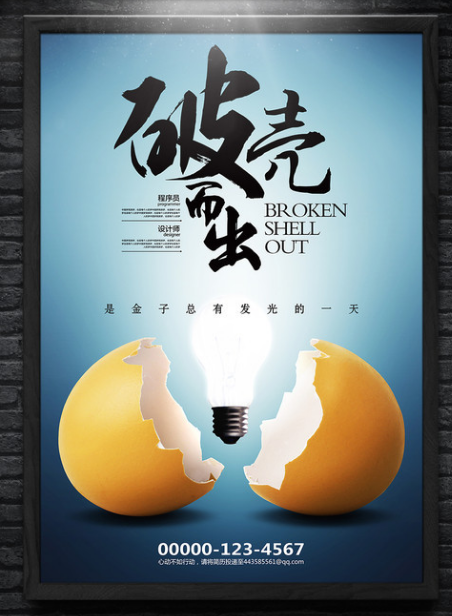 破壳
而
出
BROKEN
SHELL
OUT
程序员
programmer
设计师
designer
是金子总有发光的一天
00000-123-4567
心动不如行动，请将简历投递至443585561@qq.com